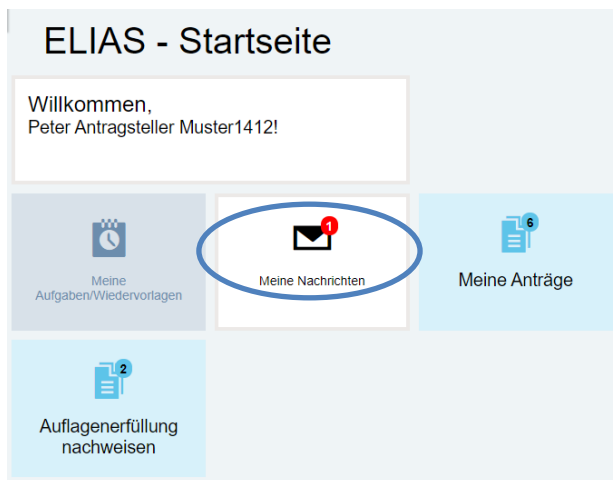 ELIAS - Startseite
Willkommen,
Peter Antragsteller Muster1412!
Meine
Aufgaben/Wiedervorlagen
1
Meine Nachrichten
6
Meine Anträge
2
Auflagenerfüllung
nachweisen